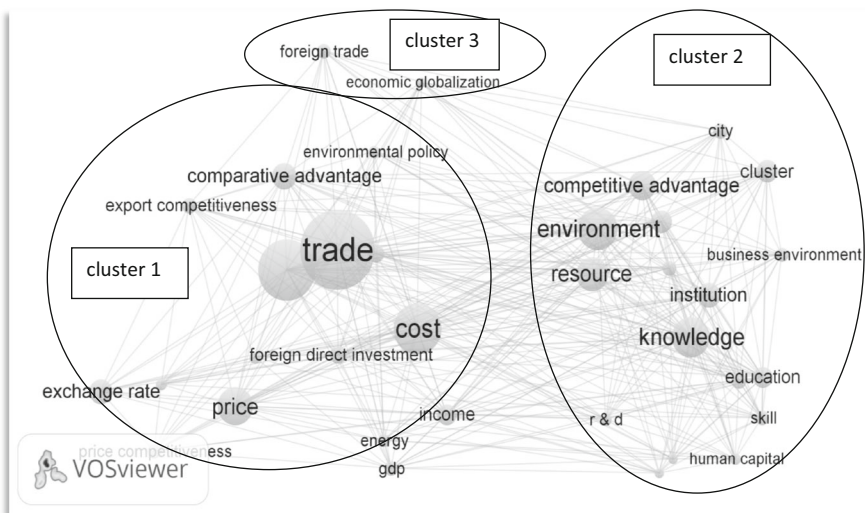 cluster 3
foreign trade
economic globalization
cluster 2
city
environmental policy
comparative advantage
cluster
competitive advantage
export competitiveness
environment
trade
business environment
cluster 1
resource
institution
cost
knowledge
foreign direct investment
education
exchange rate
price
income
r & d
skill
energy
price competitiveness
human capital
gdp
VOSviewer